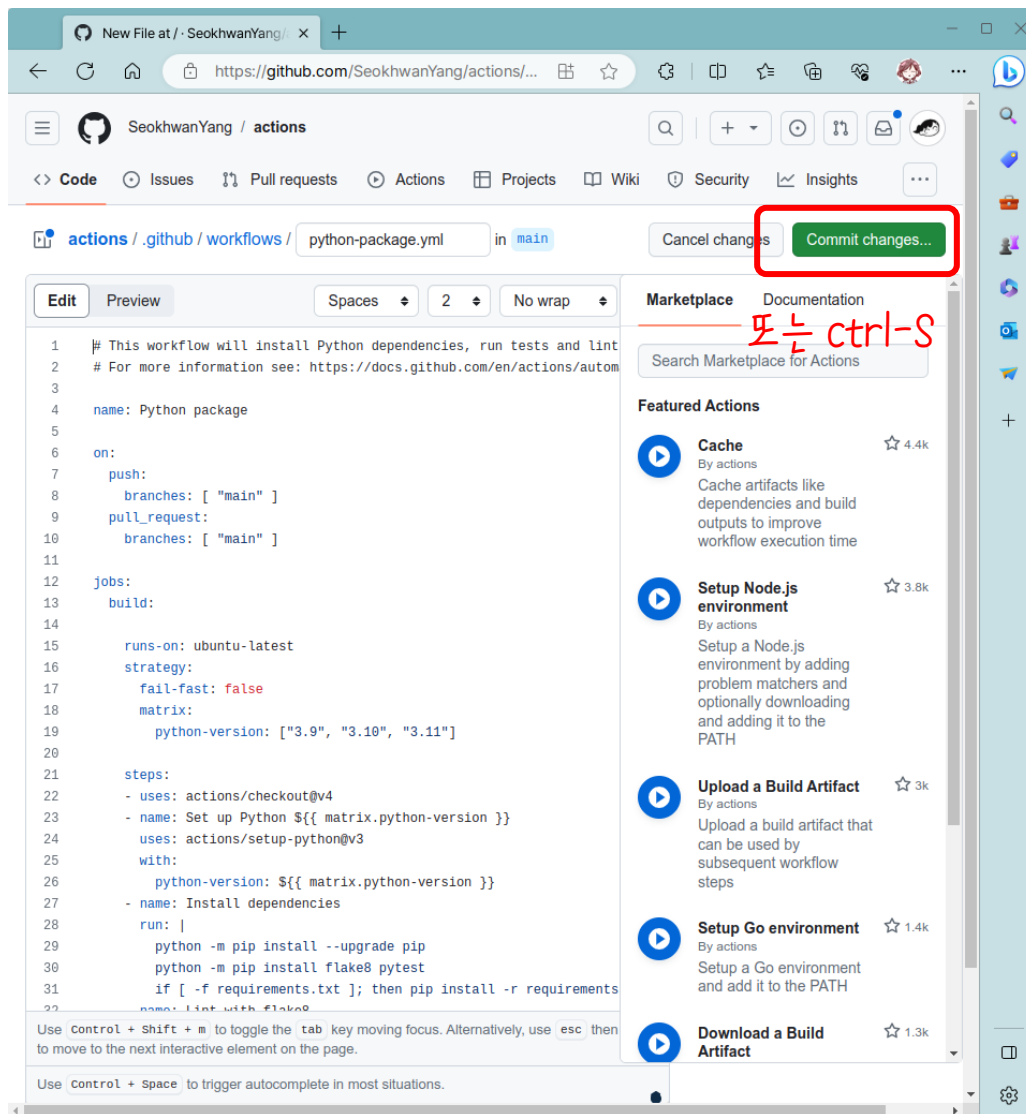 New File at / · SeokhwanYang/
https://github.com/SeokhwanYang/actions/...
SeokhwanYang / actions
Code Issues Pull requests Actions Projects Wiki Security Insights
actions / .github / workflows / python-package.yml in main Cancel changes Commit changes...
또는 ctrl-S
Edit Preview Spaces 2 No wrap
1 # This workflow will install Python dependencies, run tests and lint
2 # For more information see: https://docs.github.com/en/actions/autom
3
4 name: Python package
5
6 on:
7 push:
8 branches: [ "main" ]
9 pull_request:
10 branches: [ "main" ]
11
12 jobs:
13 build:
14
15 runs-on: ubuntu-latest
16 strategy:
17 fail-fast: false
18 matrix:
19 python-version: ["3.9", "3.10", "3.11"]
20
21 steps:
22 - uses: actions/checkout@v4
23 - name: Set up Python ${{ matrix.python-version }}
24 uses: actions/setup-python@v3
25 with:
26 python-version: ${{ matrix.python-version }}
27 - name: Install dependencies
28 run: |
29 python -m pip install --upgrade pip
30 python -m pip install flake8 pytest
31 if [ -f requirements.txt ]; then pip install -r requirements
32 name: Lint with flake8
Use Control + Shift + m to toggle the tab key moving focus. Alternatively, use esc then
to move to the next interactive element on the page.
Use Control + Space to trigger autocomplete in most situations.
Marketplace Documentation
Search Marketplace for Actions
Featured Actions
Cache 4.4k
By actions
Cache artifacts like
dependencies and build
outputs to improve
workflow execution time
Setup Node.js 3.8k
environment
By actions
Setup a Node.js
environment by adding
problem matchers and
optionally downloading
and adding it to the
PATH
Upload a Build Artifact 3k
By actions
Upload a build artifact that
can be used by
subsequent workflow
steps
Setup Go environment 1.4k
By actions
Setup a Go environment
and add it to the PATH
Download a Build 1.3k
Artifact